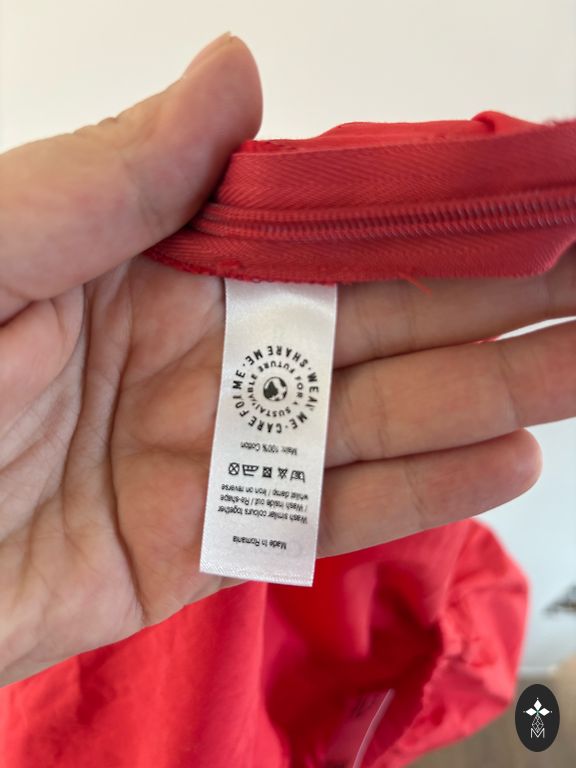 Made In Romania
Wash similar colours together
/ Wash inside out / Re-shape
whilst damp / Iron on reverse
Main: 100% Cotton
WEAR ME · CARE FOR ME · SHARE ME ·
FOR A SUSTAINABLE FUTURE
M